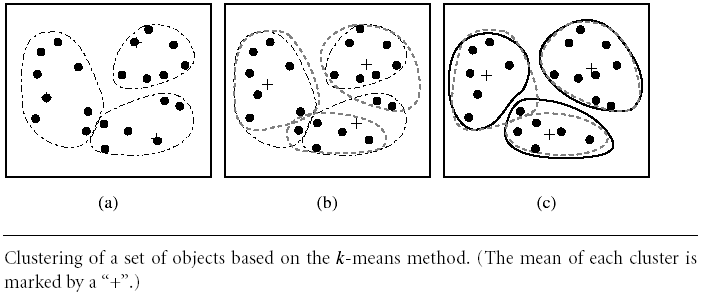 (a) (b) (c)
Clustering of a set of objects based on the k-means method. (The mean of each cluster is
marked by a “+”.)